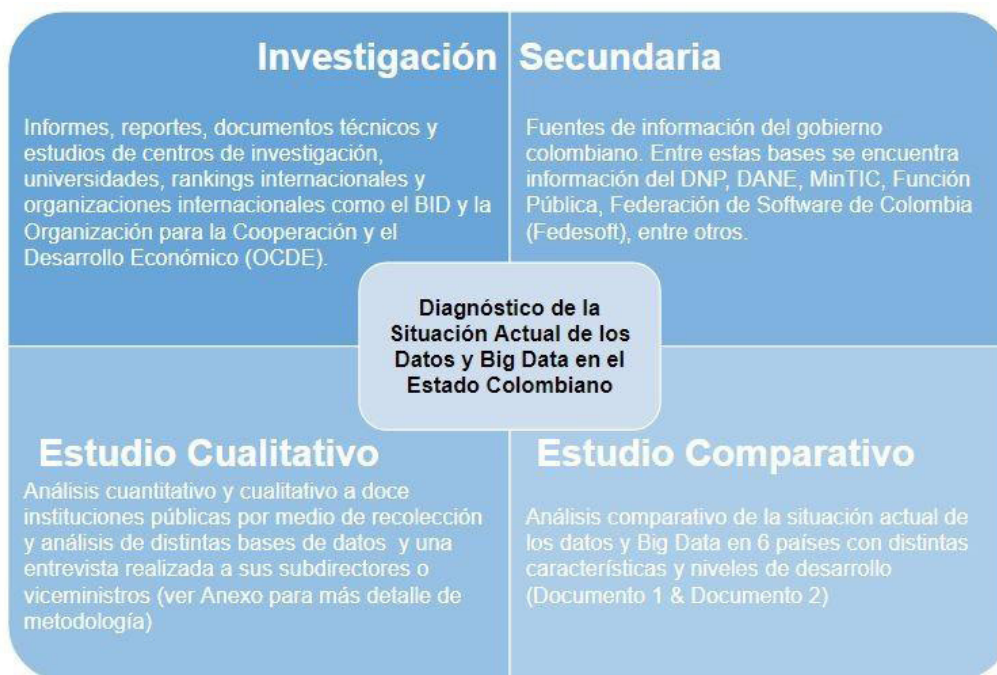 Investigación Secundaria
Informes, reportes, documentos técnicos y
estudios de centros de investigación,
universidades, rankings internacionales y
organizaciones internacionales como el BID y la
Organización para la Cooperación y el
Desarrollo Económico (OCDE).
Fuentes de información del gobierno
colombiano. Entre estas bases se encuentra
información del DNP, DANE, MinTIC, Función
Pública, Federación de Software de Colombia
(Fedesoft), entre otros.
Diagnóstico de la
Situación Actual de los
Datos y Big Data en el
Estado Colombiano
Estudio Cualitativo
Análisis cuantitativo y cualitativo a doce
instituciones públicas por medio de recolección
y análisis de distintas bases de datos y una
entrevista realizada a sus subdirectores o
viceministros (ver Anexo para más detalle de
metodología)
Estudio Comparativo
Análisis comparativo de la situación actual de
los datos y Big Data en 6 países con distintas
características y niveles de desarrollo
(Documento 1 & Documento 2)